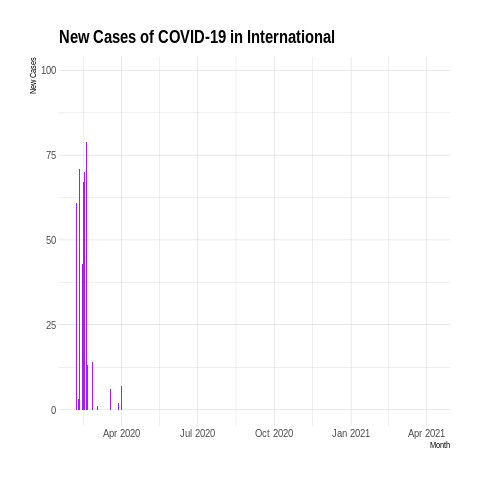 New Cases of COVID-19 in International
New Cases
100
75
50
25
0
Apr 2020 Jul 2020 Oct 2020 Jan 2021 Apr 2021
Month